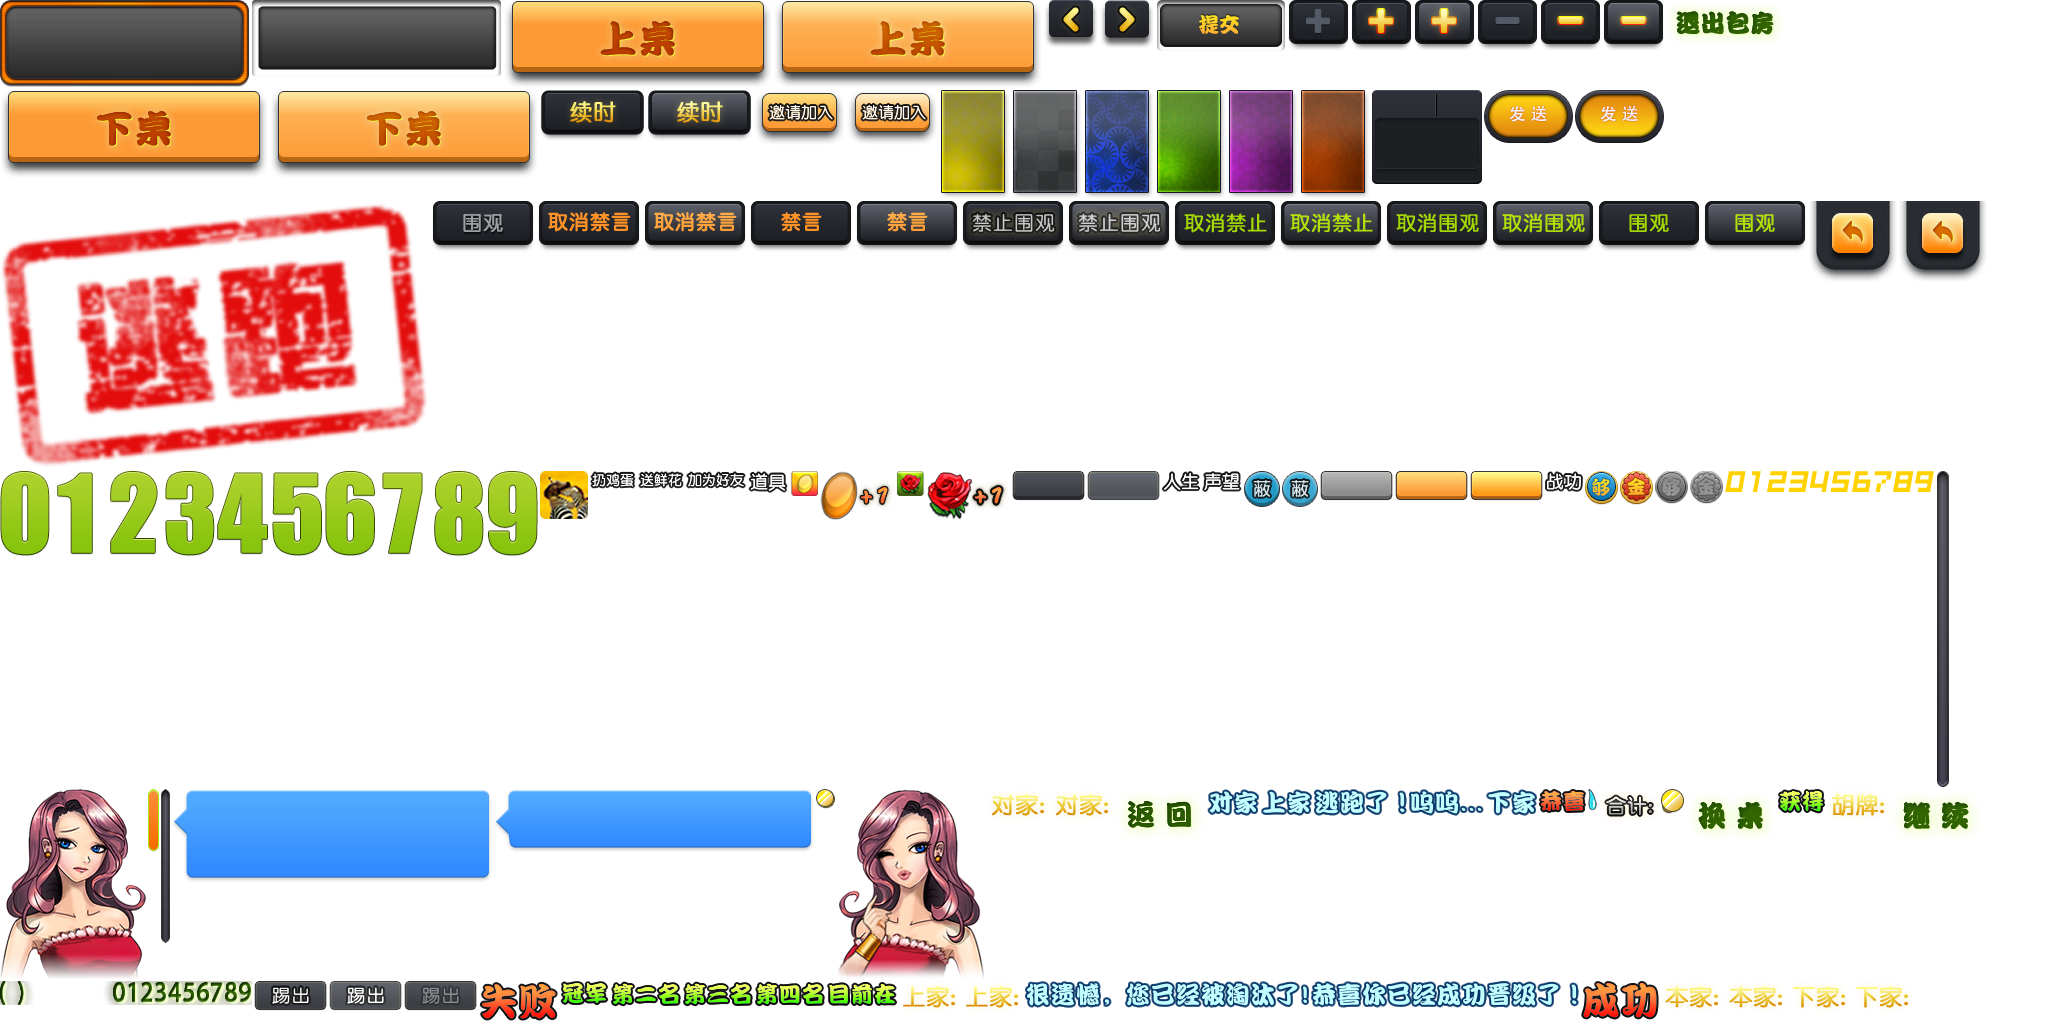 上桌 上桌 提交 退出包房
下桌 下桌 续时 续时 邀请加入 邀请加入 发送 发送
逃跑
围观 取消禁言 取消禁言 禁言 禁言 禁止围观 禁止围观 取消禁止 取消禁止 取消围观 取消围观 围观 围观
0123456789 扔鸡蛋 送鲜花 加为好友 道具 +1 +1 人生 声望 蔽 蔽 战功 够 金 够 金 0123456789
对家: 对家: 返回 对家上家逃跑了!呜呜...下家恭喜 合计: 换桌 获得 胡牌: 继续
() 0123456789 踢出 踢出 踢出 失败 冠军第二名第三名第四名目前在 上家: 上家: 很遗憾，您已经被淘汰了!恭喜你已经成功晋级了! 成功 本家: 本家: 下家: 下家: